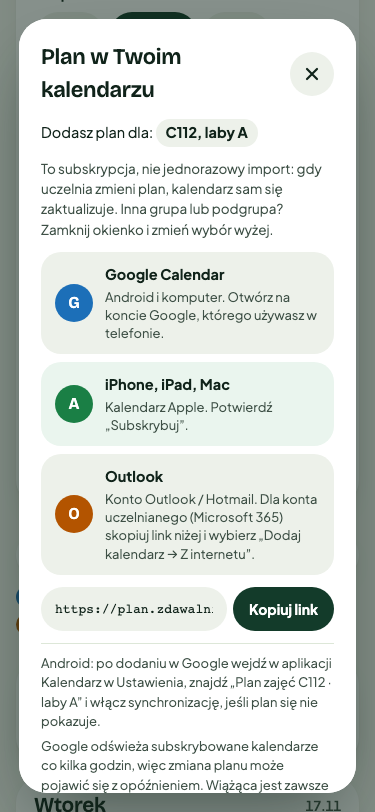 Plan w Twoim
kalendarzu
Dodasz plan dla: C112, laby A
To subskrypcja, nie jednorazowy import: gdy
uczelnia zmieni plan, kalendarz sam się
zaktualizuje. Inna grupa lub podgrupa?
Zamknij okienko i zmień wybór wyżej.
G
Google Calendar
Android i komputer. Otwórz na
koncie Google, którego używasz w
telefonie.
A
iPhone, iPad, Mac
Kalendarz Apple. Potwierdź
„Subskrybuj”.
O
Outlook
Konto Outlook / Hotmail. Dla konta
uczelnianego (Microsoft 365)
skopiuj link niżej i wybierz „Dodaj
kalendarz → Z internetu”.
https://plan.zdawaln
Kopiuj link
Android: po dodaniu w Google wejdź w aplikacji
Kalendarz w Ustawienia, znajdź „Plan zajęć C112 ·
laby A” i włącz synchronizację, jeśli plan się nie
pokazuje.
Google odświeża subskrybowane kalendarze
co kilka godzin, więc zmiana planu może
pojawić się z opóźnieniem. Wiążąca jest zawsze
Wtorek 17.11